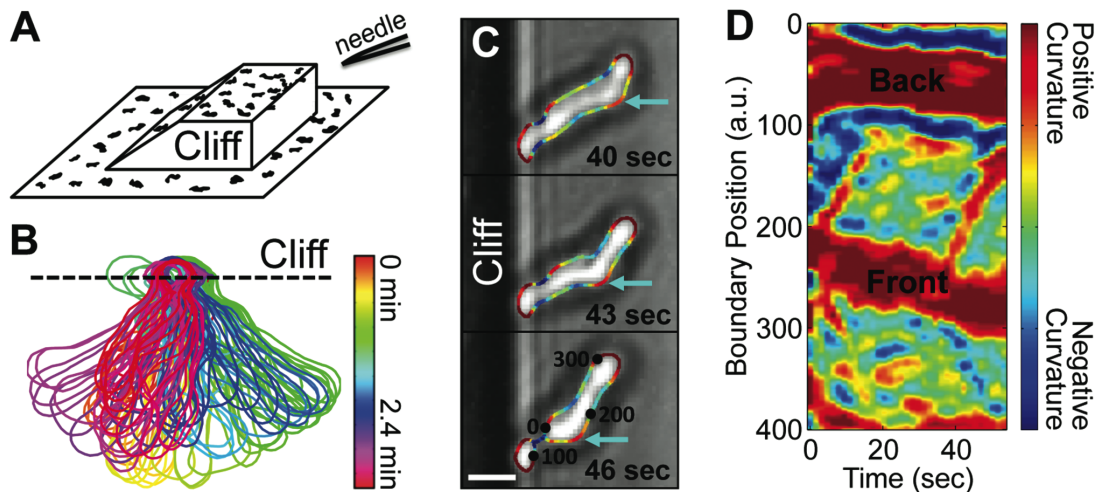 A
needle
Cliff
B
Cliff
0 min
2.4 min
C
Cliff
40 sec
43 sec
300
200
0
100
46 sec
D
Boundary Position (a.u.)
0
100
200
300
400
Back
Front
0
20
40
Time (sec)
Positive
Curvature
Negative
Curvature